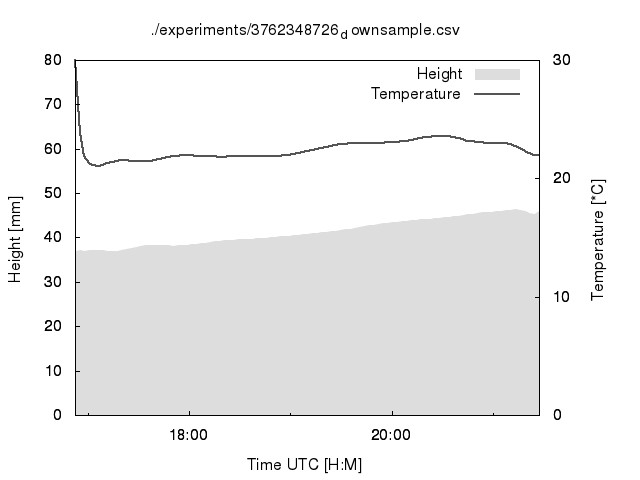 ./experiments/3762348726downsample.csv
80
70
60
50
40
30
20
10
0
30
20
10
0
Height
Temperature
Height [mm]
Temperature [*C]
18:00
20:00
Time UTC [H:M]